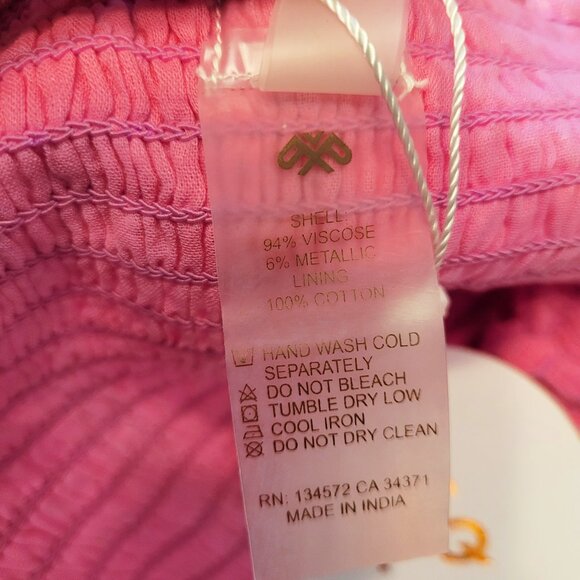 SHELL:
94% VISCOSE
6% METALLIC
LINING
100% COTTON
HAND WASH COLD
SEPARATELY
DO NOT BLEACH
TUMBLE DRY LOW
COOL IRON
DO NOT DRY CLEAN
RN: 134572 CA 34371
MADE IN INDIA
Q